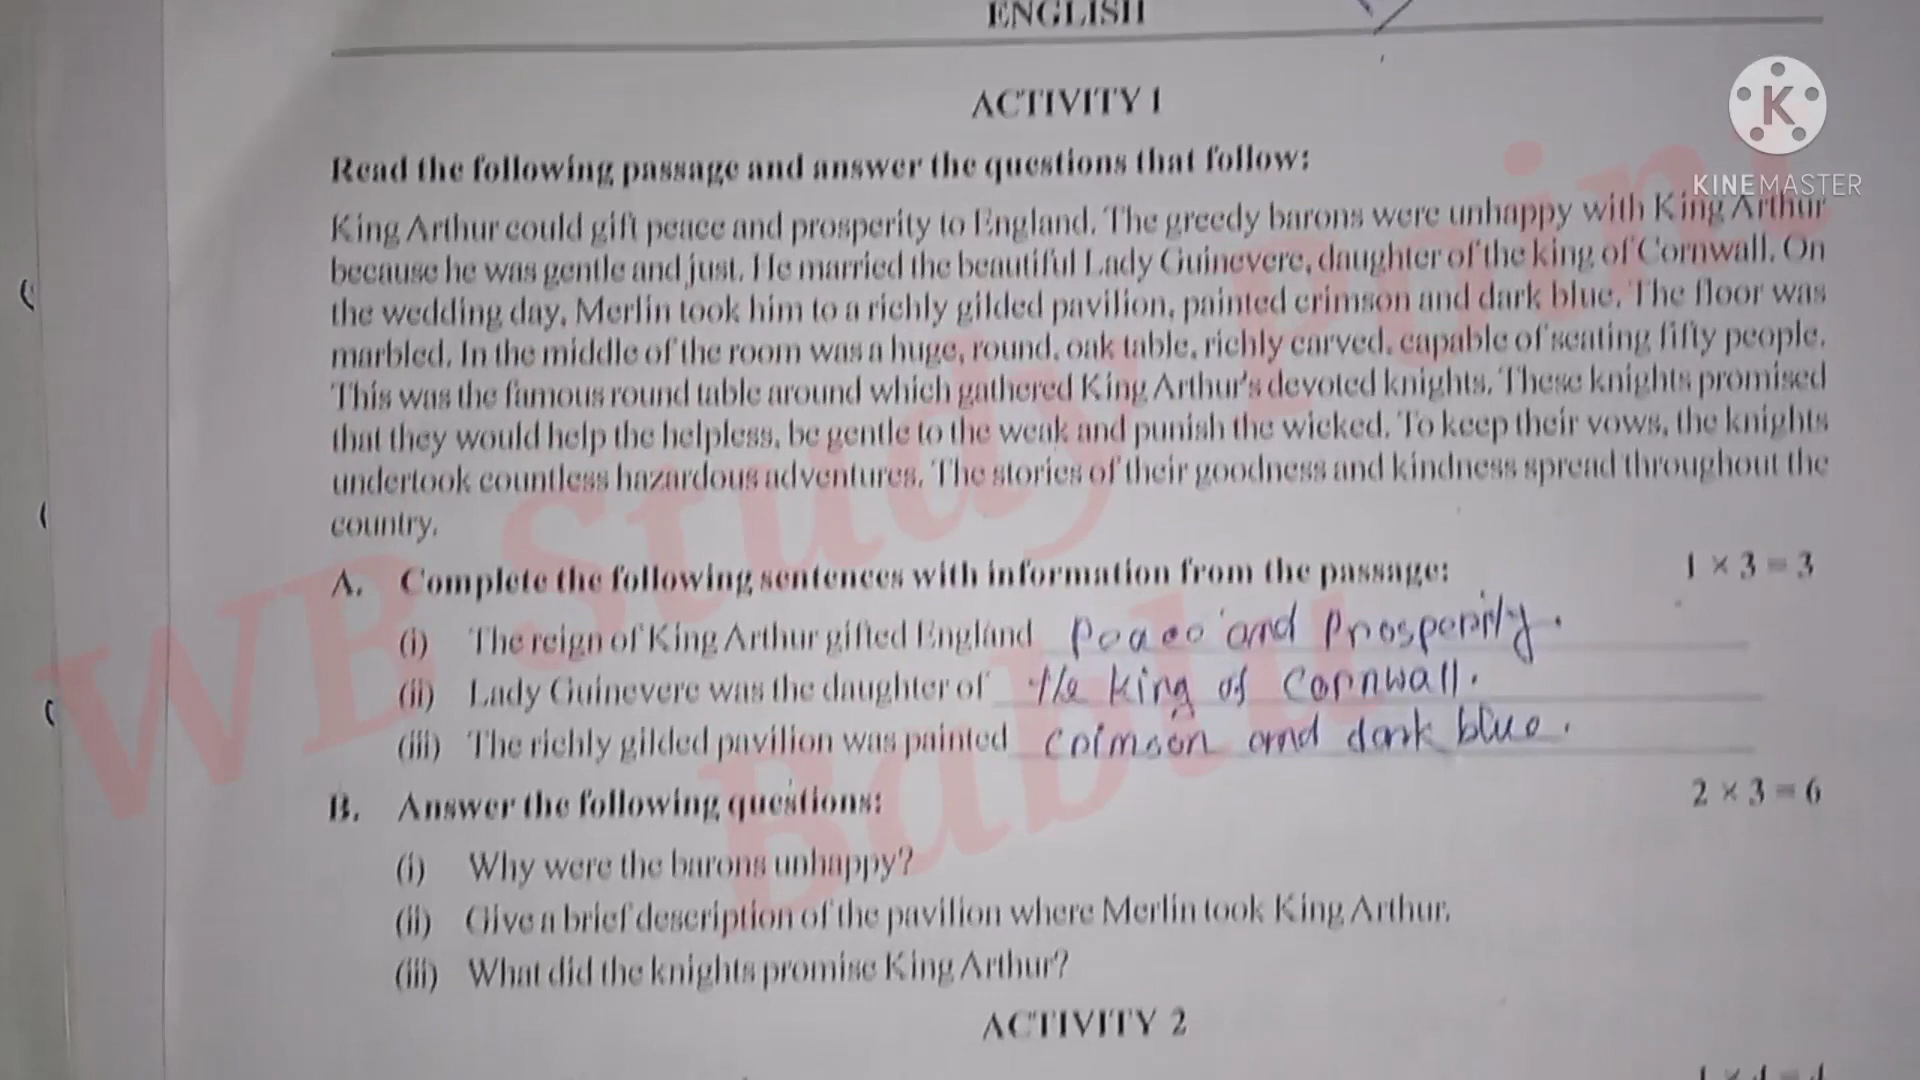 ENGLISH
KINEMASTER
ACTIVITY 1
Read the following passage and answer the questions that follow:
King Arthur could gift peace and prosperity to England. The greedy barons were unhappy with King Arthur
because he was gentle and just. He married the beautiful Lady Guinevere, daughter of the king of Cornwall. On
the wedding day, Merlin took him to a richly gilded pavilion, painted crimson and dark blue. The floor was
marbled. In the middle of the room was a huge, round, oak table, richly carved, capable of seating fifty people.
This was the famous round table around which gathered King Arthur's devoted knights. These knights promised
that they would help the helpless, be gentle to the weak and punish the wicked. To keep their vows, the knights
undertook countless hazardous adventures. The stories of their goodness and kindness spread throughout the
country.
A. Complete the following sentences with information from the passage: 1 × 3 = 3
(i) The reign of King Arthur gifted England peace and prosperity.
(ii) Lady Guinevere was the daughter of the king of Cornwall.
(iii) The richly gilded pavilion was painted crimson and dark blue.
B. Answer the following questions: 2 × 3 = 6
(i) Why were the barons unhappy?
(ii) Give a brief description of the pavilion where Merlin took King Arthur.
(iii) What did the knights promise King Arthur?
ACTIVITY 2
WB Study Point
Bablu